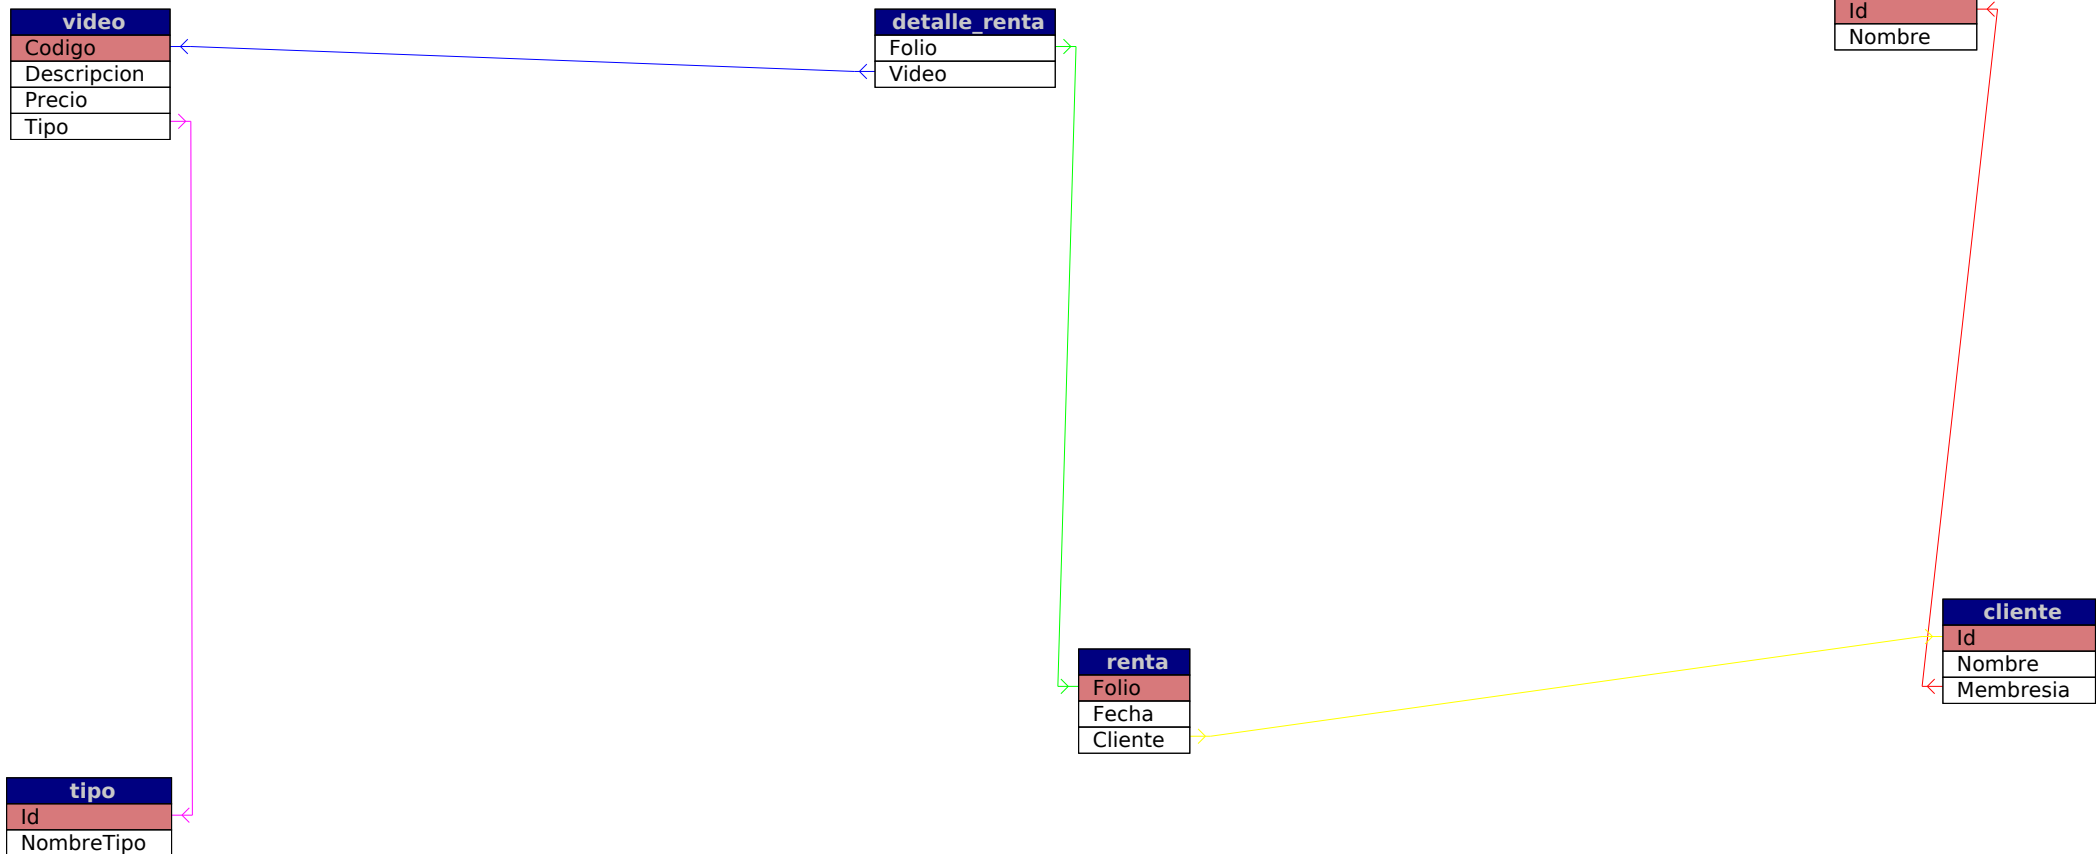 video
Codigo
Descripcion
Precio
Tipo
detalle_renta
Folio
Video
Id
Nombre
cliente
Id
Nombre
Membresia
renta
Folio
Fecha
Cliente
tipo
Id
NombreTipo